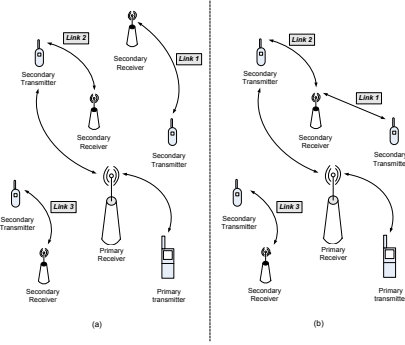 Link 2
Secondary
Receiver
Link 1
Secondary
Transmitter
Secondary
Receiver
Secondary
Transmitter
Link 3
Secondary
Transmitter
Primary
Receiver
Secondary
Receiver
Primary
transmitter
(a)
Link 2
Secondary
Transmitter
Link 1
Secondary
Receiver
Secondary
Transmitter
Link 3
Secondary
Transmitter
Primary
Receiver
Secondary
Receiver
Primary
transmitter
(b)